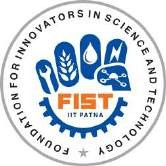 FOUNDATION FOR INNOVATORS IN SCIENCE AND TECHNOLOGY
FIST
IIT PATNA